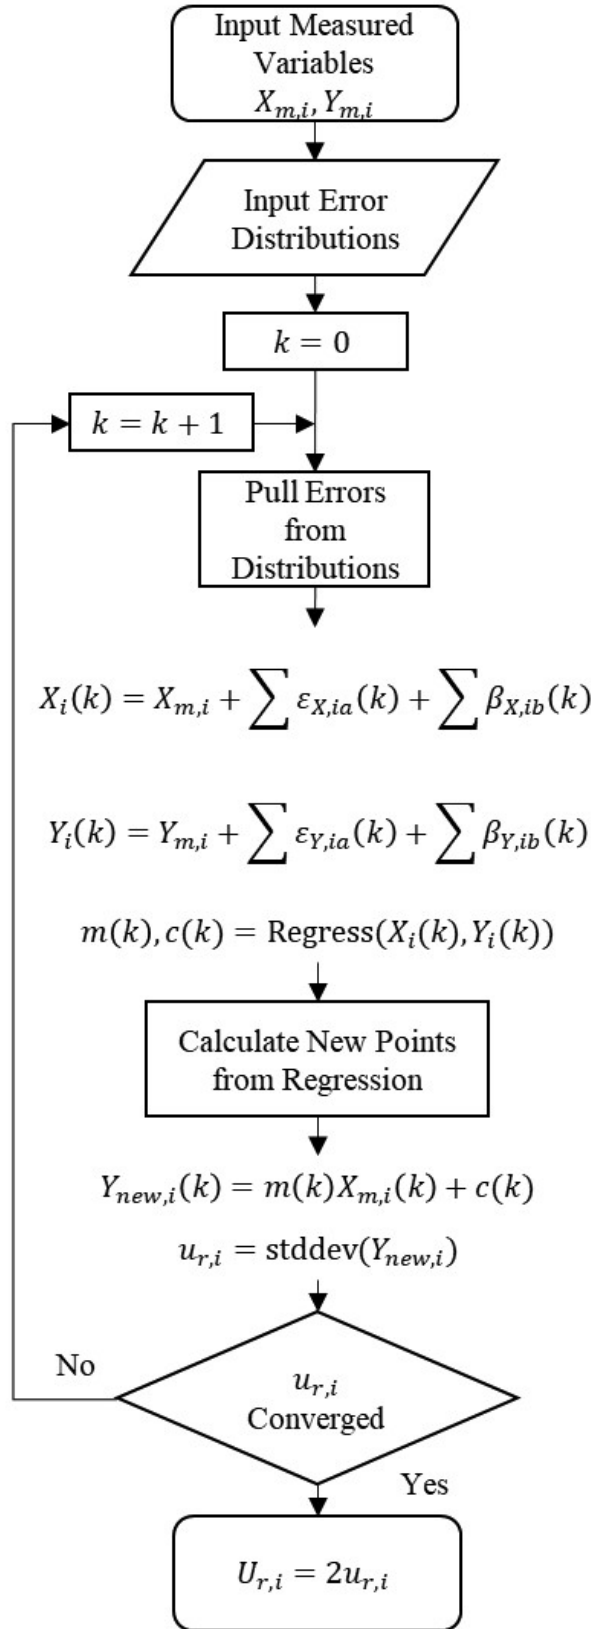 Input Measured
Variables
X_{m,i}, Y_{m,i}
Input Error
Distributions
k = 0
k = k + 1
Pull Errors
from
Distributions
X_i(k) = X_{m,i} + ∑ ε_{X,ia}(k) + ∑ β_{X,ib}(k)
Y_i(k) = Y_{m,i} + ∑ ε_{Y,ia}(k) + ∑ β_{Y,ib}(k)
m(k), c(k) = Regress(X_i(k), Y_i(k))
Calculate New Points
from Regression
Y_{new,i}(k) = m(k)X_{m,i}(k) + c(k)
u_{r,i} = stddev(Y_{new,i})
No
u_{r,i}
Converged
Yes
U_{r,i} = 2u_{r,i}